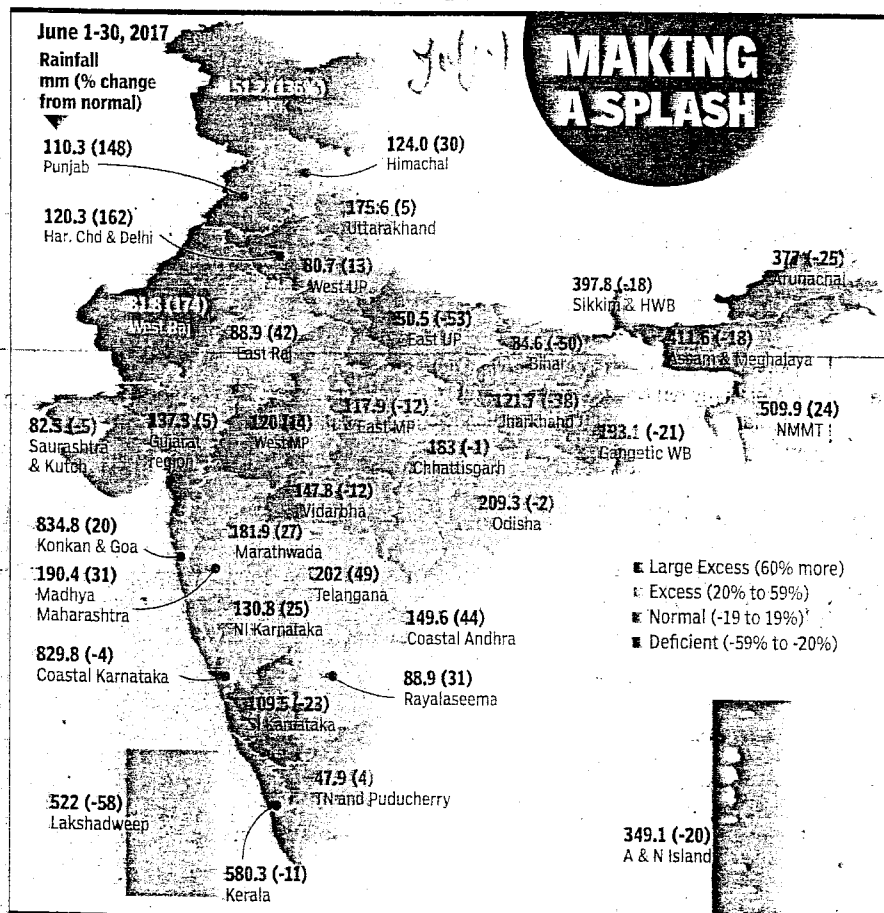 June 1-30, 2017
Rainfall
mm (% change
from normal)
MAKING
A SPLASH
110.3 (148)
Punjab
124.0 (30)
Himachal
120.3 (162)
Har. Chd & Delhi
175.6 (5)
Uttarakhand
80.7 (13)
West UP
397.8 (-18)
Sikkim & HWB
377 (-25)
Arunachal
81.8 (174)
West Raj
88.9 (42)
East Raj
50.5 (-53)
East UP
84.6 (-50)
Bihar
411.6 (-18)
Assam & Meghalaya
82.5 (-5)
Saurashtra
& Kutch
137.3 (5)
Gujarat
region
120 (14)
West MP
117.9 (-12)
East MP
121.7 (-38)
Jharkhand
193.1 (-21)
Gangetic WB
509.9 (24)
NMMT
183 (-1)
Chhattisgarh
147.8 (-12)
Vidarbha
209.3 (-2)
Odisha
834.8 (20)
Konkan & Goa
181.9 (27)
Marathwada
190.4 (31)
Madhya
Maharashtra
202 (49)
Telangana
130.8 (25)
NI Karnataka
149.6 (44)
Coastal Andhra
Large Excess (60% more)
Excess (20% to 59%)
Normal (-19 to 19%)
Deficient (-59% to -20%)
829.8 (-4)
Coastal Karnataka
88.9 (31)
Rayalaseema
109.5 (-23)
SI Karnataka
47.9 (4)
TN and Puducherry
522 (-58)
Lakshadweep
580.3 (-11)
Kerala
349.1 (-20)
A & N Island